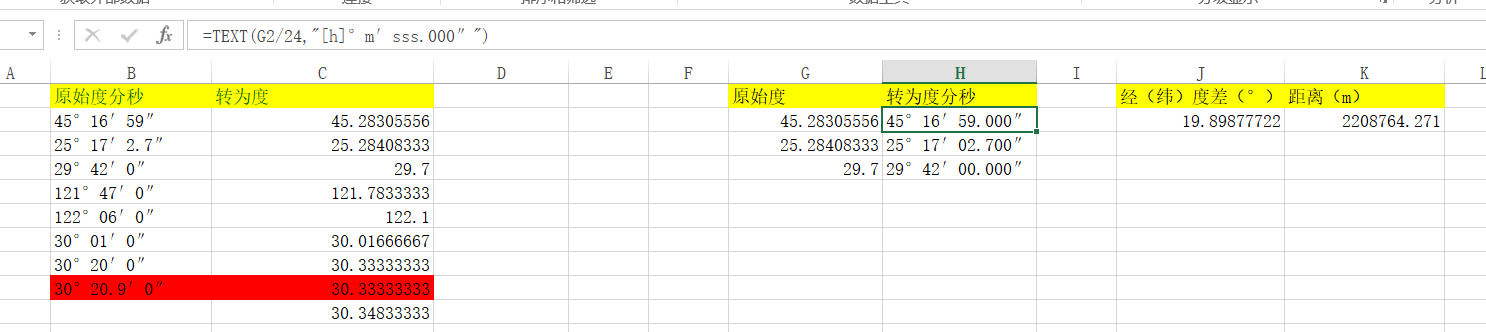 fx =TEXT(G2/24,"[h]°m′ss.000″")
A B C D E F G H I J K L
原始度分秒 转为度 原始度 转为度分秒 经（纬）度差（°） 距离（m）
45°16′59″ 45.28305556 45.28305556 45°16′59.000″ 19.89877722 2208764.271
25°17′2.7″ 25.28408333 25.28408333 25°17′02.700″
29°42′0″ 29.7 29.7 29°42′00.000″
121°47′0″ 121.7833333
122°06′0″ 122.1
30°01′0″ 30.01666667
30°20′0″ 30.33333333
30°20.9′0″ 30.33333333
30.34833333